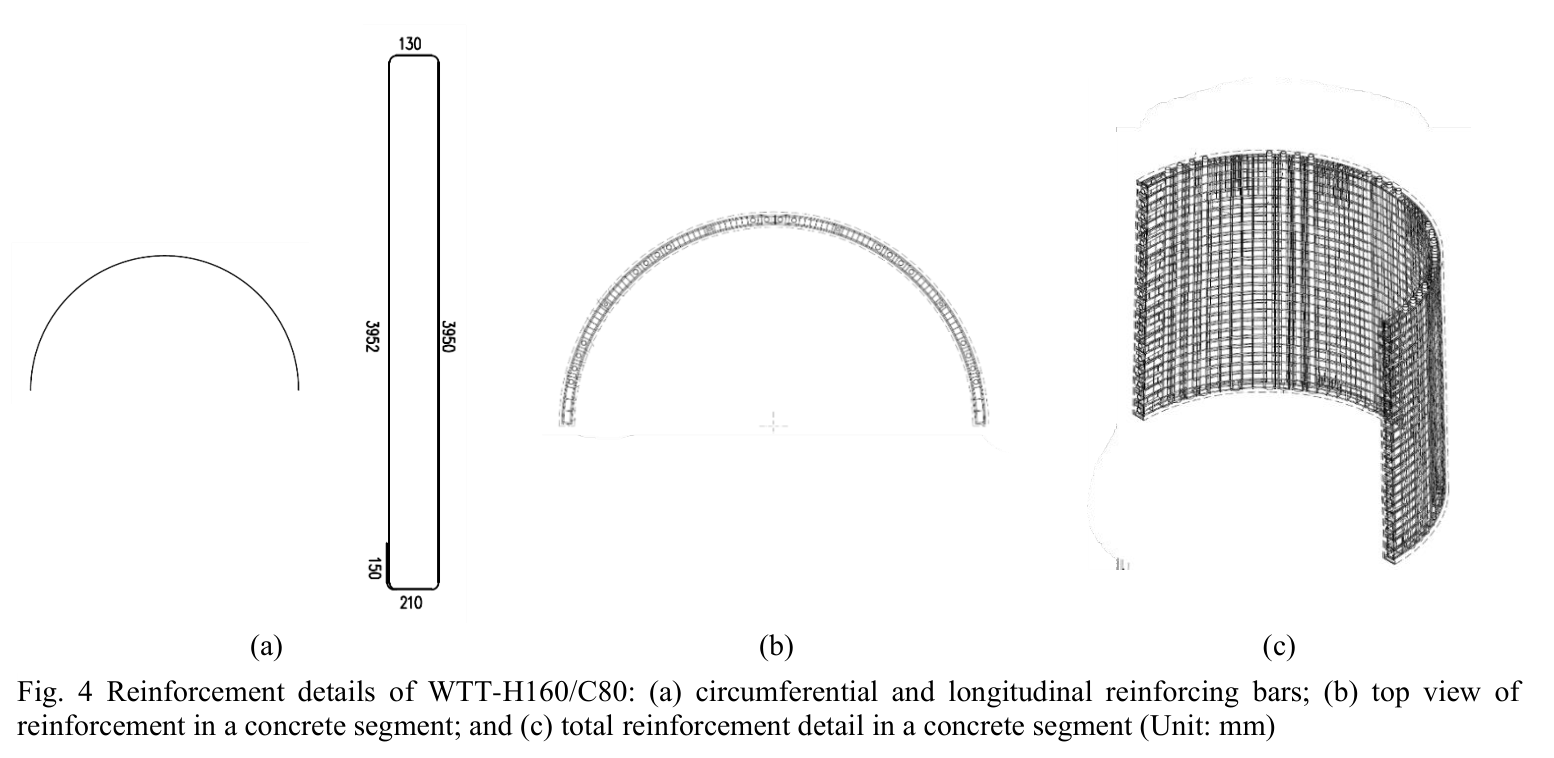 130
3952
3950
150
210
(a)
(b)
(c)
Fig. 4 Reinforcement details of WTT-H160/C80: (a) circumferential and longitudinal reinforcing bars; (b) top view of
reinforcement in a concrete segment; and (c) total reinforcement detail in a concrete segment (Unit: mm)